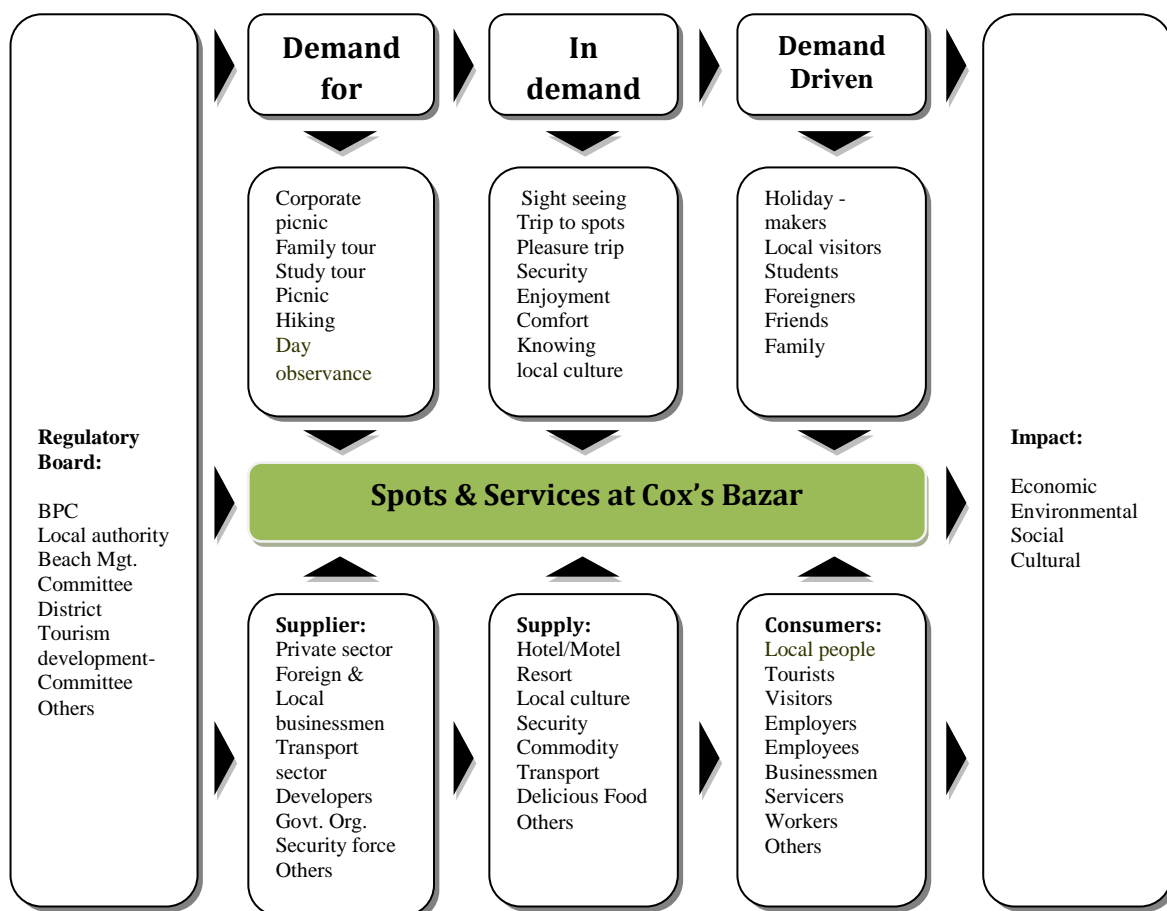 Regulatory
Board:
BPC
Local authority
Beach Mgt.
Committee
District
Tourism
development-
Committee
Others
Demand
for
In
demand
Demand
Driven
Corporate
picnic
Family tour
Study tour
Picnic
Hiking
Day
observance
Sight seeing
Trip to spots
Pleasure trip
Security
Enjoyment
Comfort
Knowing
local culture
Holiday -
makers
Local visitors
Students
Foreigners
Friends
Family
Spots & Services at Cox's Bazar
Supplier:
Private sector
Foreign &
Local
businessmen
Transport
sector
Developers
Govt. Org.
Security force
Others
Supply:
Hotel/Motel
Resort
Local culture
Security
Commodity
Transport
Delicious Food
Others
Consumers:
Local people
Tourists
Visitors
Employers
Employees
Businessmen
Servicers
Workers
Others
Impact:
Economic
Environmental
Social
Cultural